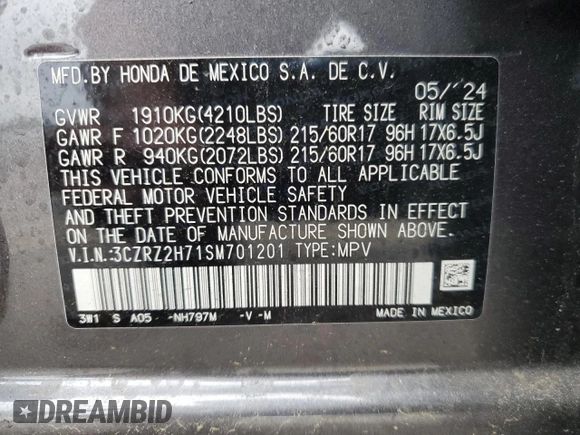 MFD. BY HONDA DE MEXICO S.A. DE C.V.
05/'24
GVWR 1910KG(4210LBS) TIRE SIZE RIM SIZE
GAWR F 1020KG(2248LBS) 215/60R17 96H 17X6.5J
GAWR R 940KG(2072LBS) 215/60R17 96H 17X6.5J
THIS VEHICLE CONFORMS TO ALL APPLICABLE
FEDERAL MOTOR VEHICLE SAFETY
AND THEFT PREVENTION STANDARDS IN EFFECT
ON THE DATE OF MANUFACTURE SHOWN ABOVE.
V.I.N.:3CZRZ2H71SM701201 TYPE:MPV
3W1 S A05 -NH797M -V -M
MADE IN MEXICO
DREAMBID